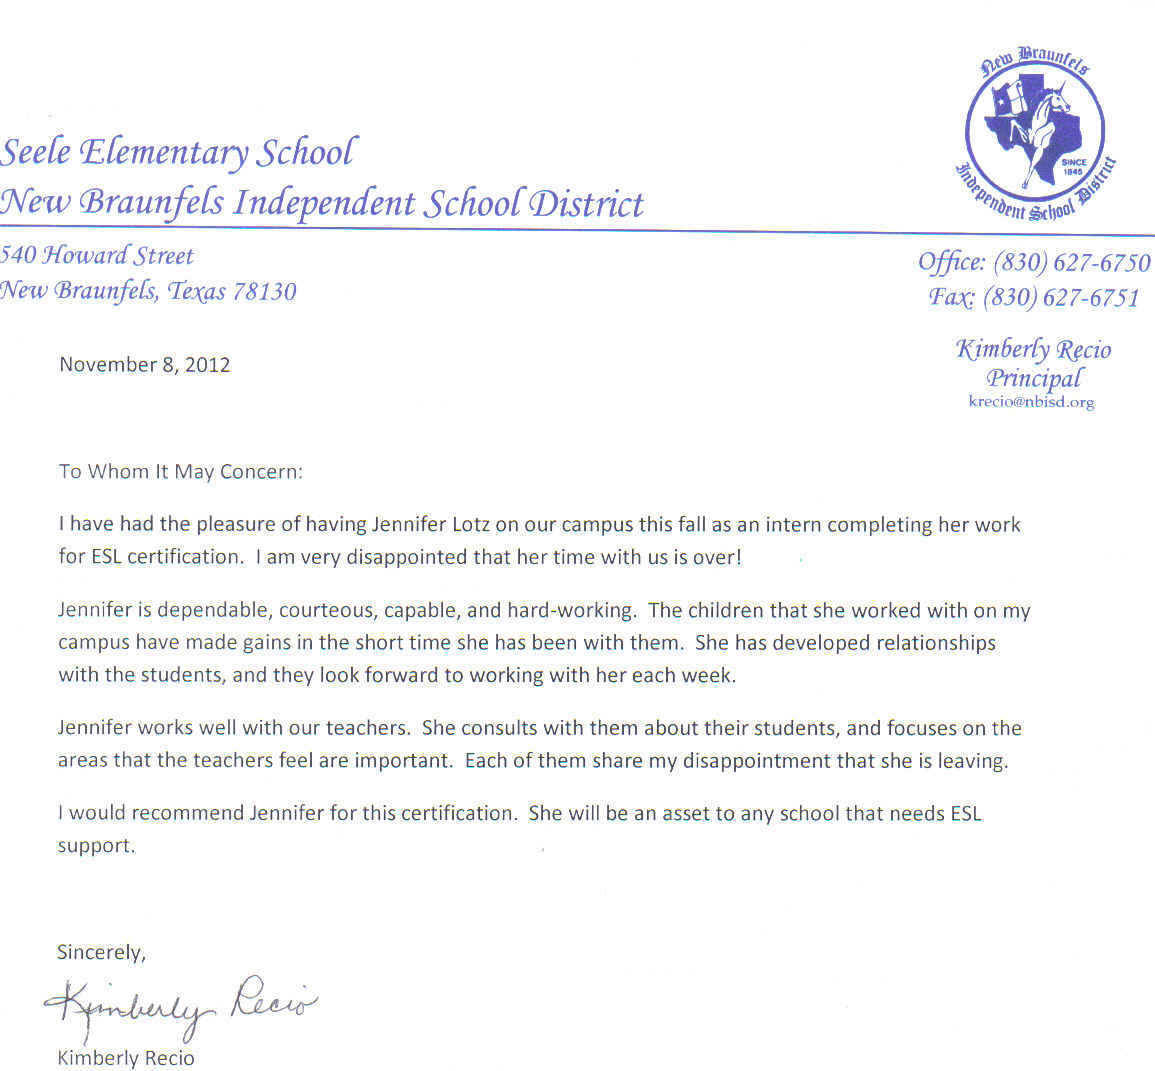 New Braunfels
SINCE
1845
Independent School District
Seele Elementary School
New Braunfels Independent School District
540 Howard Street
New Braunfels, Texas 78130
Office: (830) 627-6750
Fax: (830) 627-6751
Kimberly Recio
Principal
krecio@nbisd.org
November 8, 2012
To Whom It May Concern:
I have had the pleasure of having Jennifer Lotz on our campus this fall as an intern completing her work
for ESL certification.  I am very disappointed that her time with us is over!
Jennifer is dependable, courteous, capable, and hard-working.  The children that she worked with on my
campus have made gains in the short time she has been with them.  She has developed relationships
with the students, and they look forward to working with her each week.
Jennifer works well with our teachers.  She consults with them about their students, and focuses on the
areas that the teachers feel are important.  Each of them share my disappointment that she is leaving.
I would recommend Jennifer for this certification.  She will be an asset to any school that needs ESL
support.
Sincerely,
Kimberly Recio
Kimberly Recio